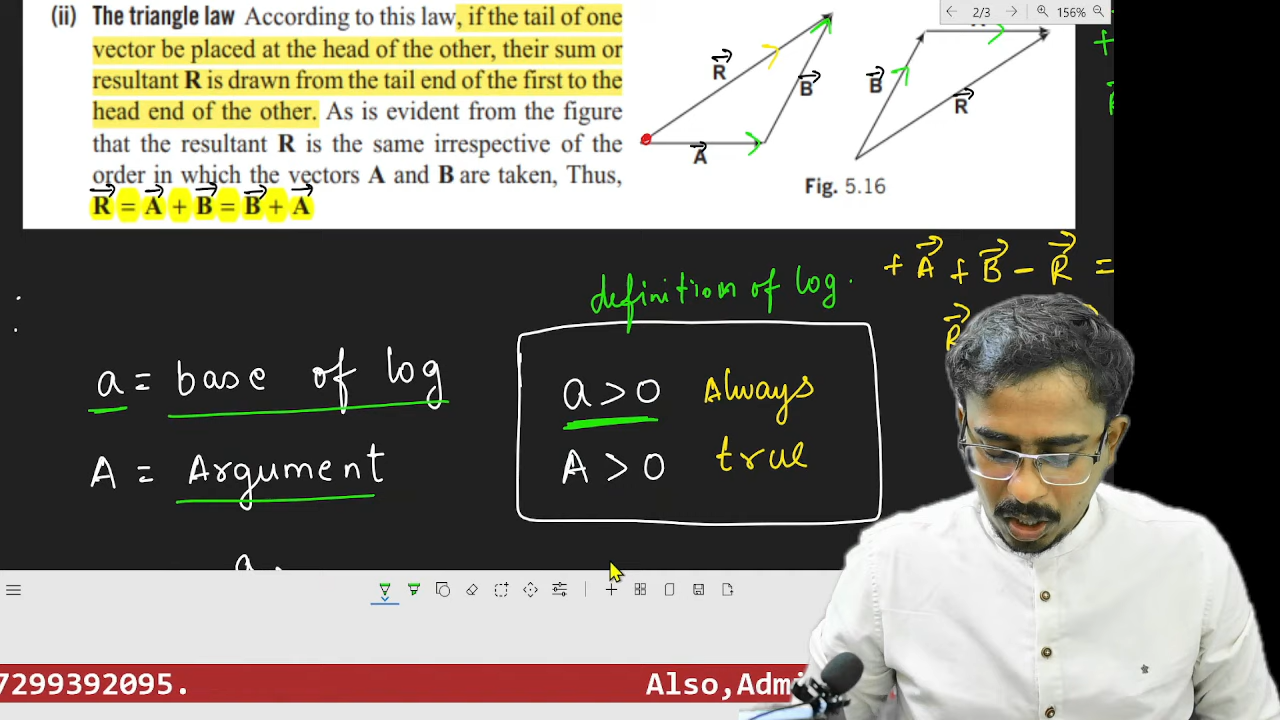 (ii) The triangle law According to this law, if the tail of one
vector be placed at the head of the other, their sum or
resultant R is drawn from the tail end of the first to the
head end of the other. As is evident from the figure
that the resultant R is the same irrespective of the
order in which the vectors A and B are taken, Thus,
R = A + B = B + A
R
B
A
B
R
Fig. 5.16
2/3
156%
+ A + B - R =
R
definition of log.
a = base of log
A = Argument
a > 0 Always
A > 0 true
a
7299392095.
Also,Adm